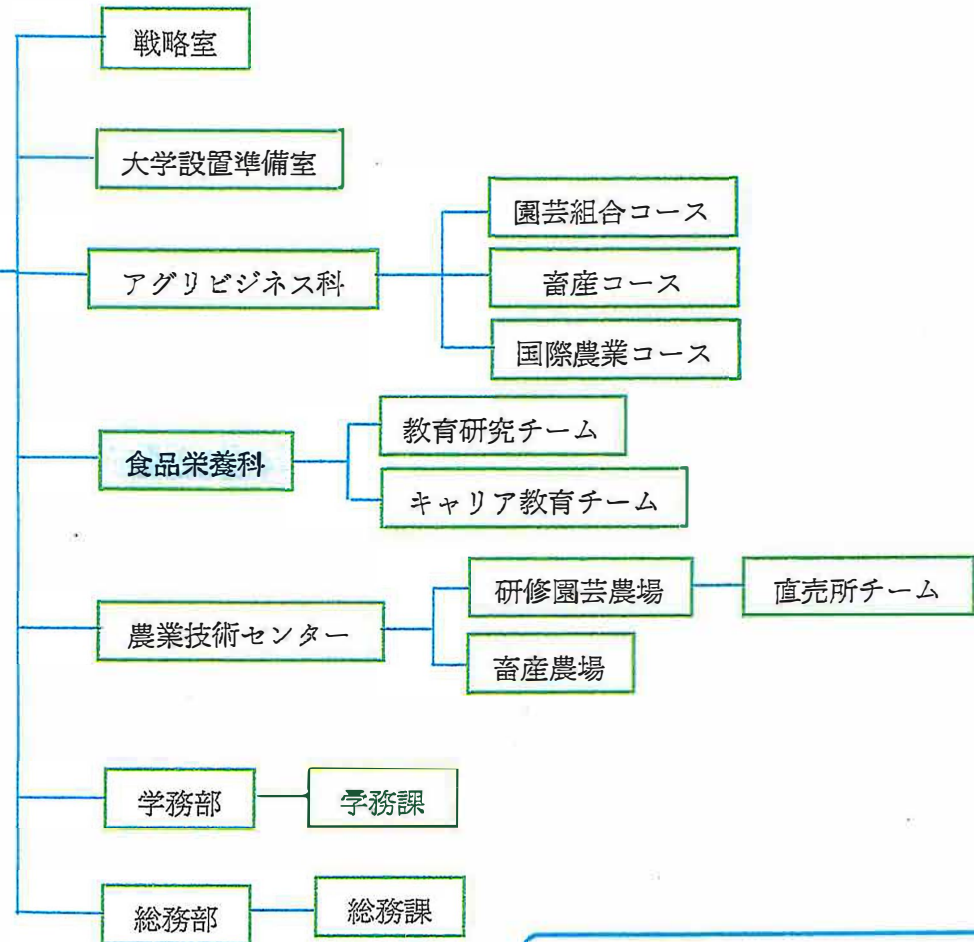 戦略室
大学設置準備室
アグリビジネス科
園芸組合コース
畜産コース
国際農業コース
食品栄養科
教育研究チーム
キャリア教育チーム
農業技術センター
研修園芸農場
直売所チーム
畜産農場
学務部
学務課
総務部
総務課